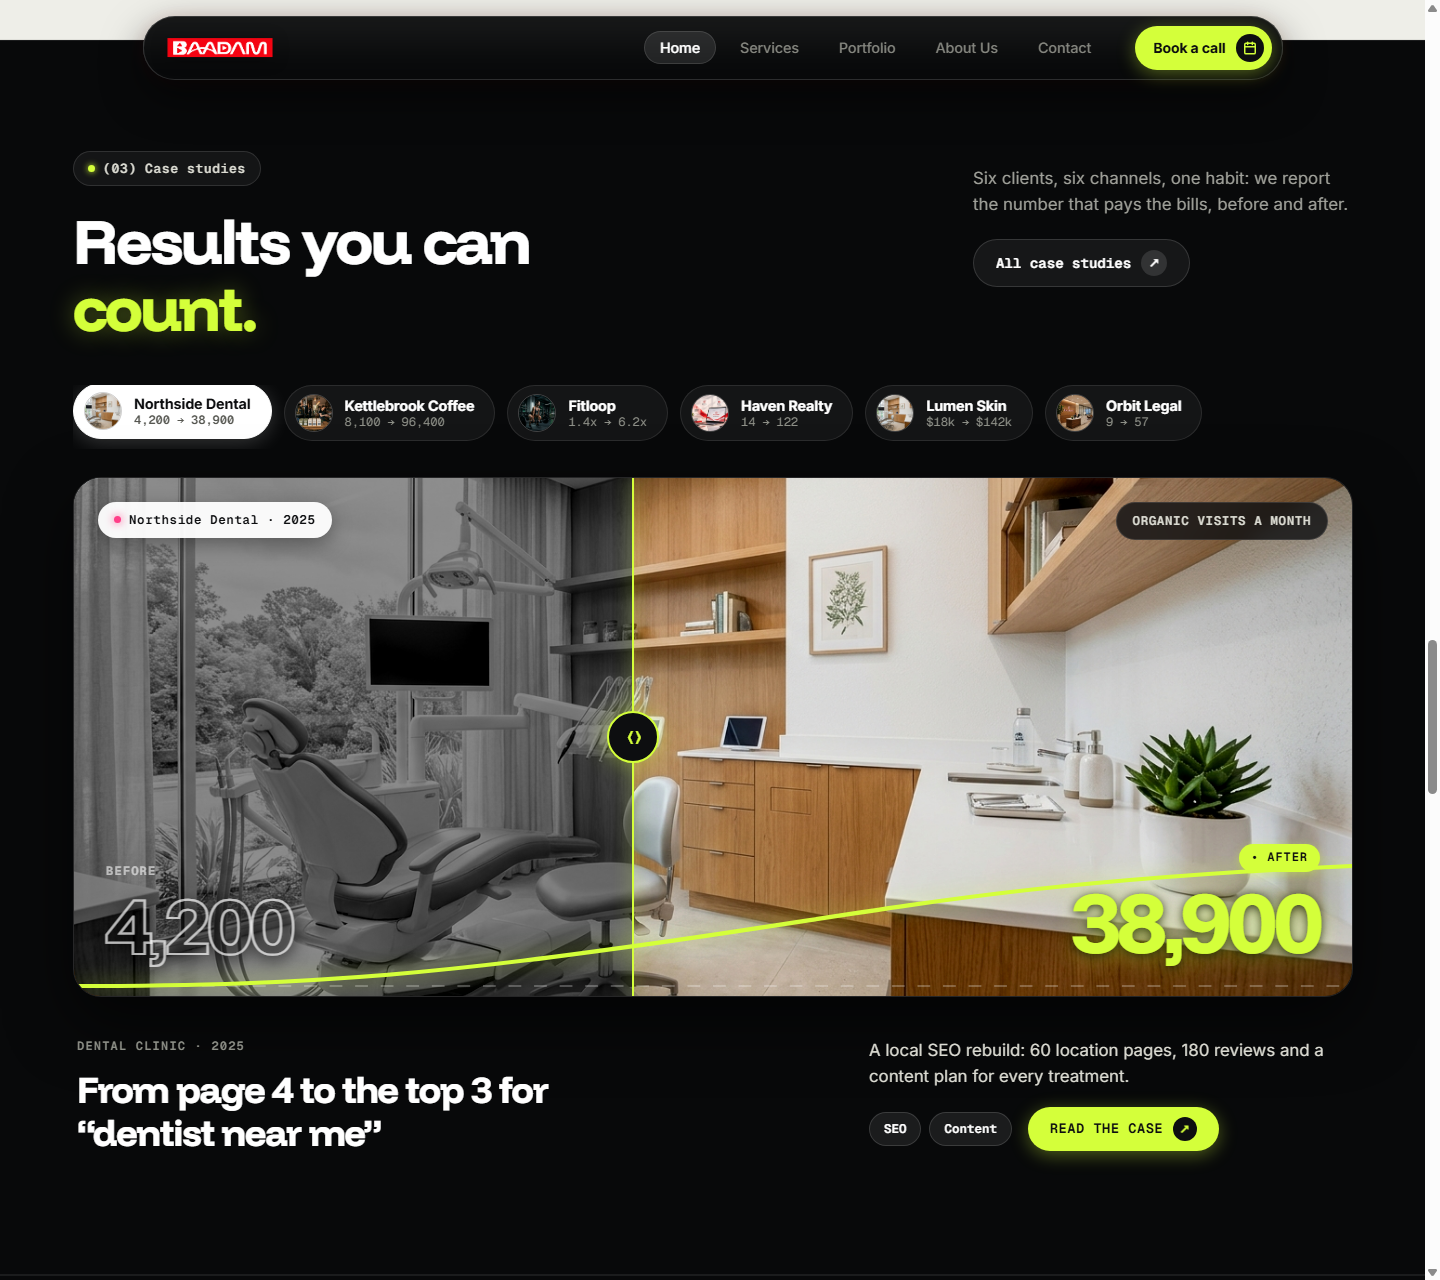 BAADAM
Home
Services
Portfolio
About Us
Contact
Book a call
(03) Case studies
Results you can
count.
Six clients, six channels, one habit: we report
the number that pays the bills, before and after.
All case studies ↗
Northside Dental
4,200 → 38,900
Kettlebrook Coffee
8,100 → 96,400
Fitloop
1.4x → 6.2x
Haven Realty
14 → 122
Lumen Skin
$18k → $142k
Orbit Legal
9 → 57
Northside Dental · 2025
ORGANIC VISITS A MONTH
BEFORE
4,200
• AFTER
38,900
DENTAL CLINIC · 2025
From page 4 to the top 3 for
“dentist near me”
A local SEO rebuild: 60 location pages, 180 reviews and a
content plan for every treatment.
SEO
Content
READ THE CASE ↗